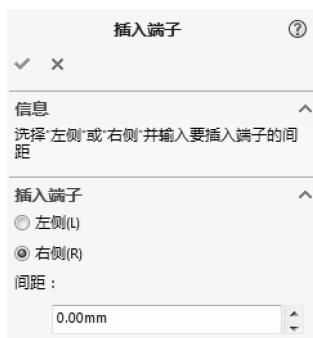 插入端子
信息
选择“左侧”或“右侧”并输入要插入端子的间
距
插入端子
左侧(L)
右侧(R)
间距：
0.00mm